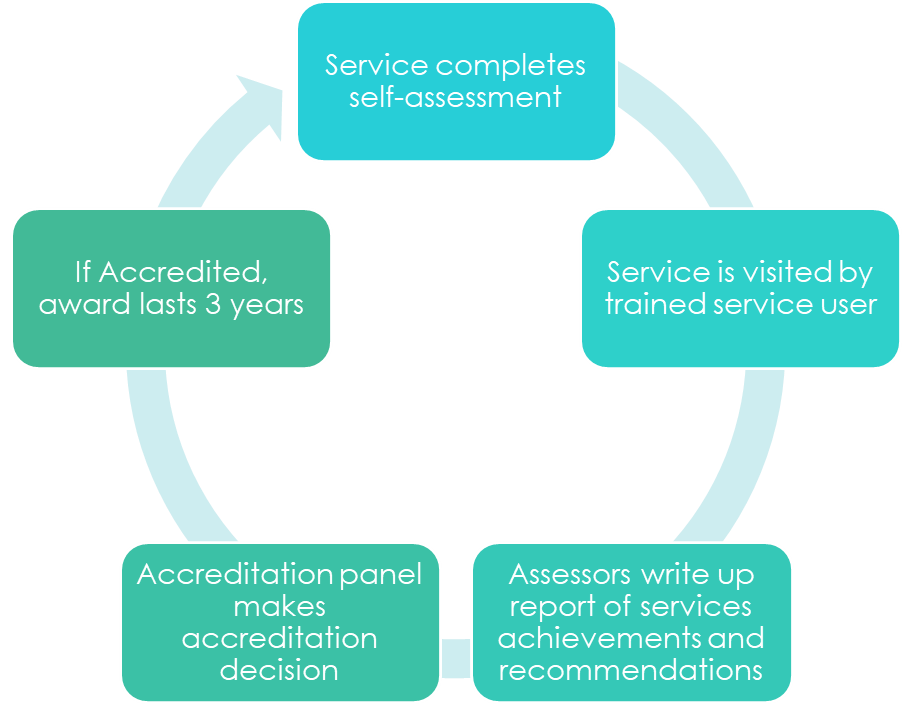 Service completes
self-assessment
Service is visited by
trained service user
Assessors write up
report of services
achievements and
recommendations
Accreditation panel
makes
accreditation
decision
If Accredited,
award lasts 3 years